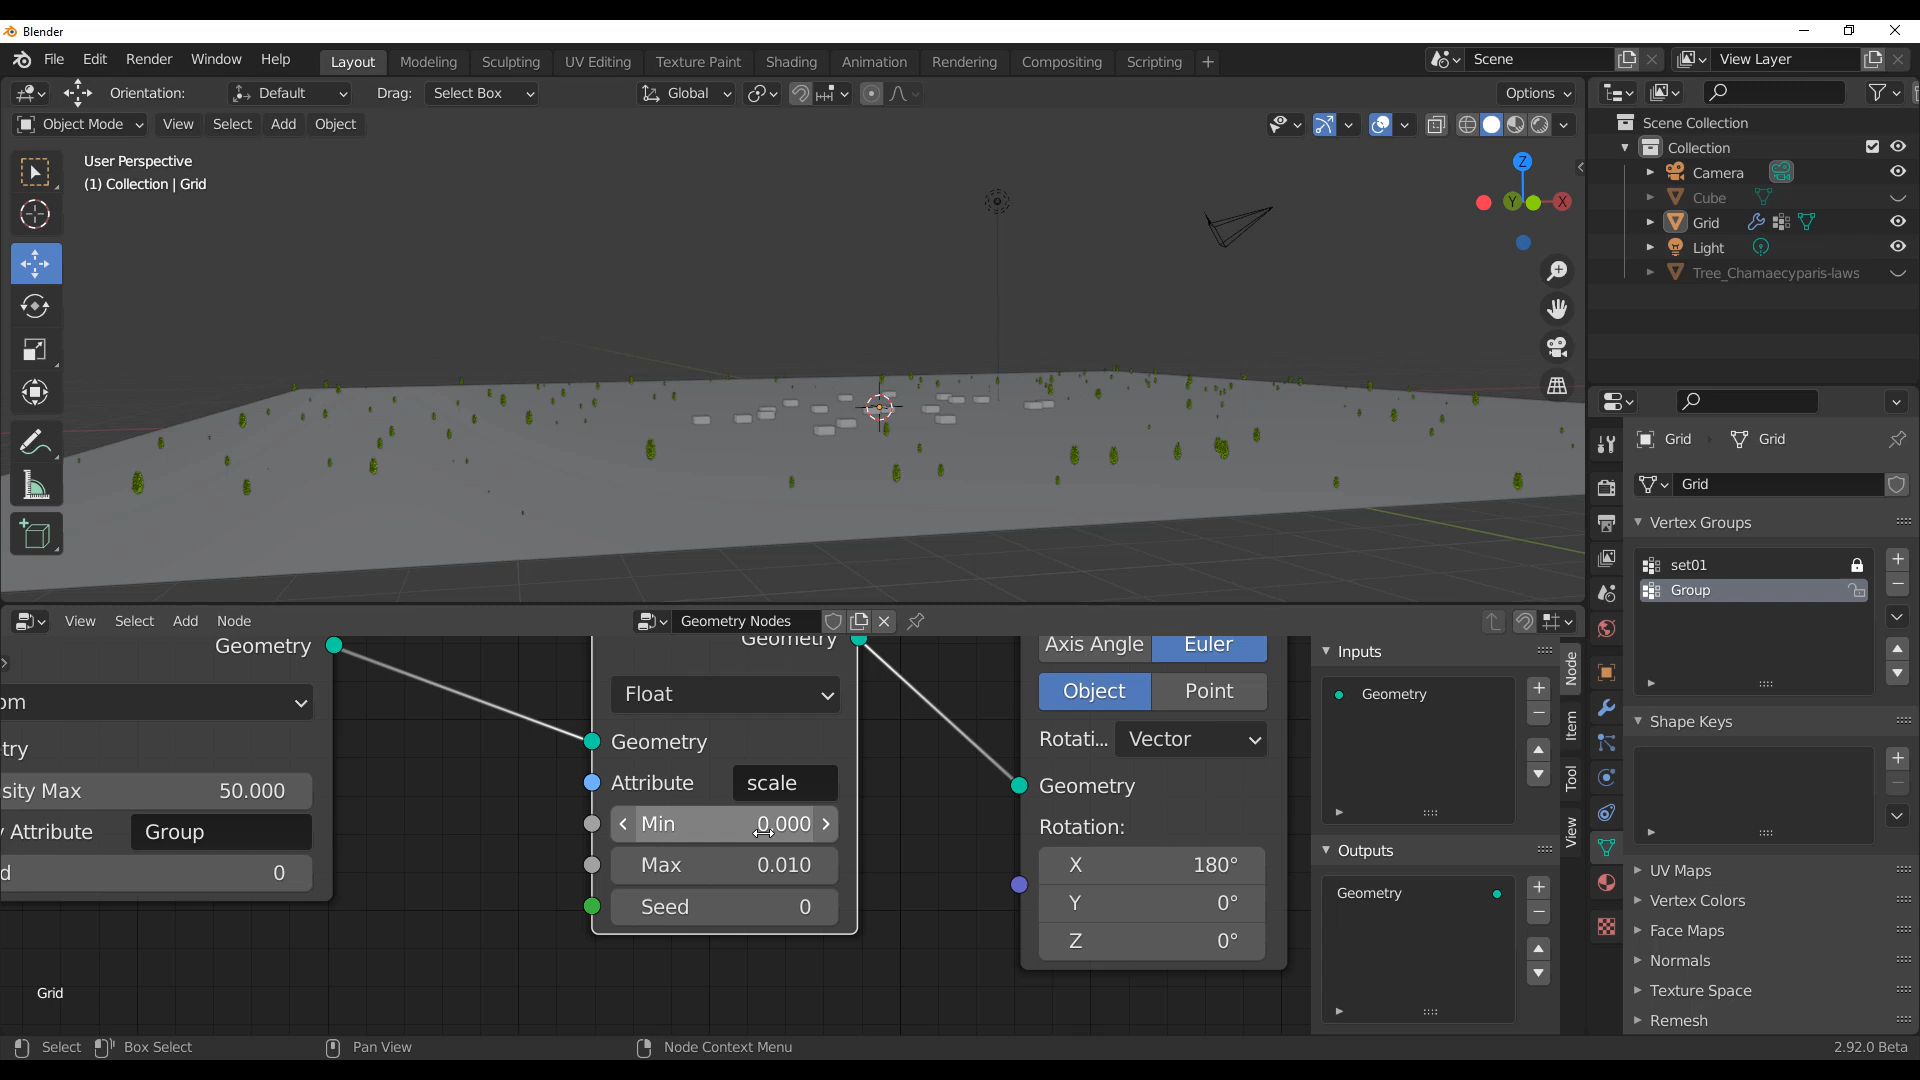 Blender
File Edit Render Window Help Layout Modeling Sculpting UV Editing Texture Paint Shading Animation Rendering Compositing Scripting + Scene View Layer
Orientation: Default Drag: Select Box Global Options
Object Mode View Select Add Object
User Perspective
(1) Collection | Grid
Z
Y
X
Scene Collection
Collection
Camera
Cube
Grid
Light
Tree_Chamaecyparis-laws
Grid Grid
Grid
Vertex Groups
set01
Group
Shape Keys
UV Maps
Vertex Colors
Face Maps
Normals
Texture Space
Remesh
View Select Add Node Geometry Nodes
Geometry
om
try
sity Max 50.000
y Attribute Group
d 0
Geometry
Float
Geometry
Attribute scale
Min 0.000
Max 0.010
Seed 0
Axis Angle Euler
Object Point
Rotati... Vector
Geometry
Rotation:
X 180°
Y 0°
Z 0°
Inputs
Geometry
Outputs
Geometry
Node
Item
Tool
View
Grid
Select Box Select Pan View Node Context Menu 2.92.0 Beta